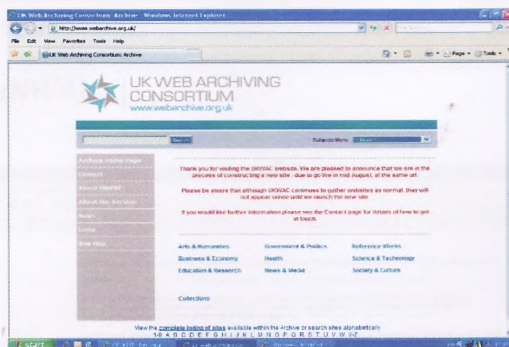 UK Web Archiving Consortium: Archive - Windows Internet Explorer
http://www.webarchive.org.uk/
File Edit View Favorites Tools Help
UK Web Archiving Consortium: Archive
Page Tools
UK WEB ARCHIVING
CONSORTIUM
www.webarchive.org.uk
Search
Subjects Menu
Archive Home Page
Contact
About UKWAC
About the Archive
News
Links
Site Map
Thank you for visiting the UKWAC website. We are pleased to announce that we are in the
process of constructing a new site, due to go live in mid August, at the same url.
Please be aware that although UKWAC continues to gather websites as normal, they will
not appear online until we launch the new site.
If you would like further information please see the Contact page for details of how to get
in touch.
Arts & Humanities Government & Politics Reference Works
Business & Economy Health Science & Technology
Education & Research News & Media Society & Culture
Collections
View the complete listing of sites available within the Archive or search sites alphabetically
1-9 A B C D E F G H I J K L M N O P Q R S T U V W X-Z
start